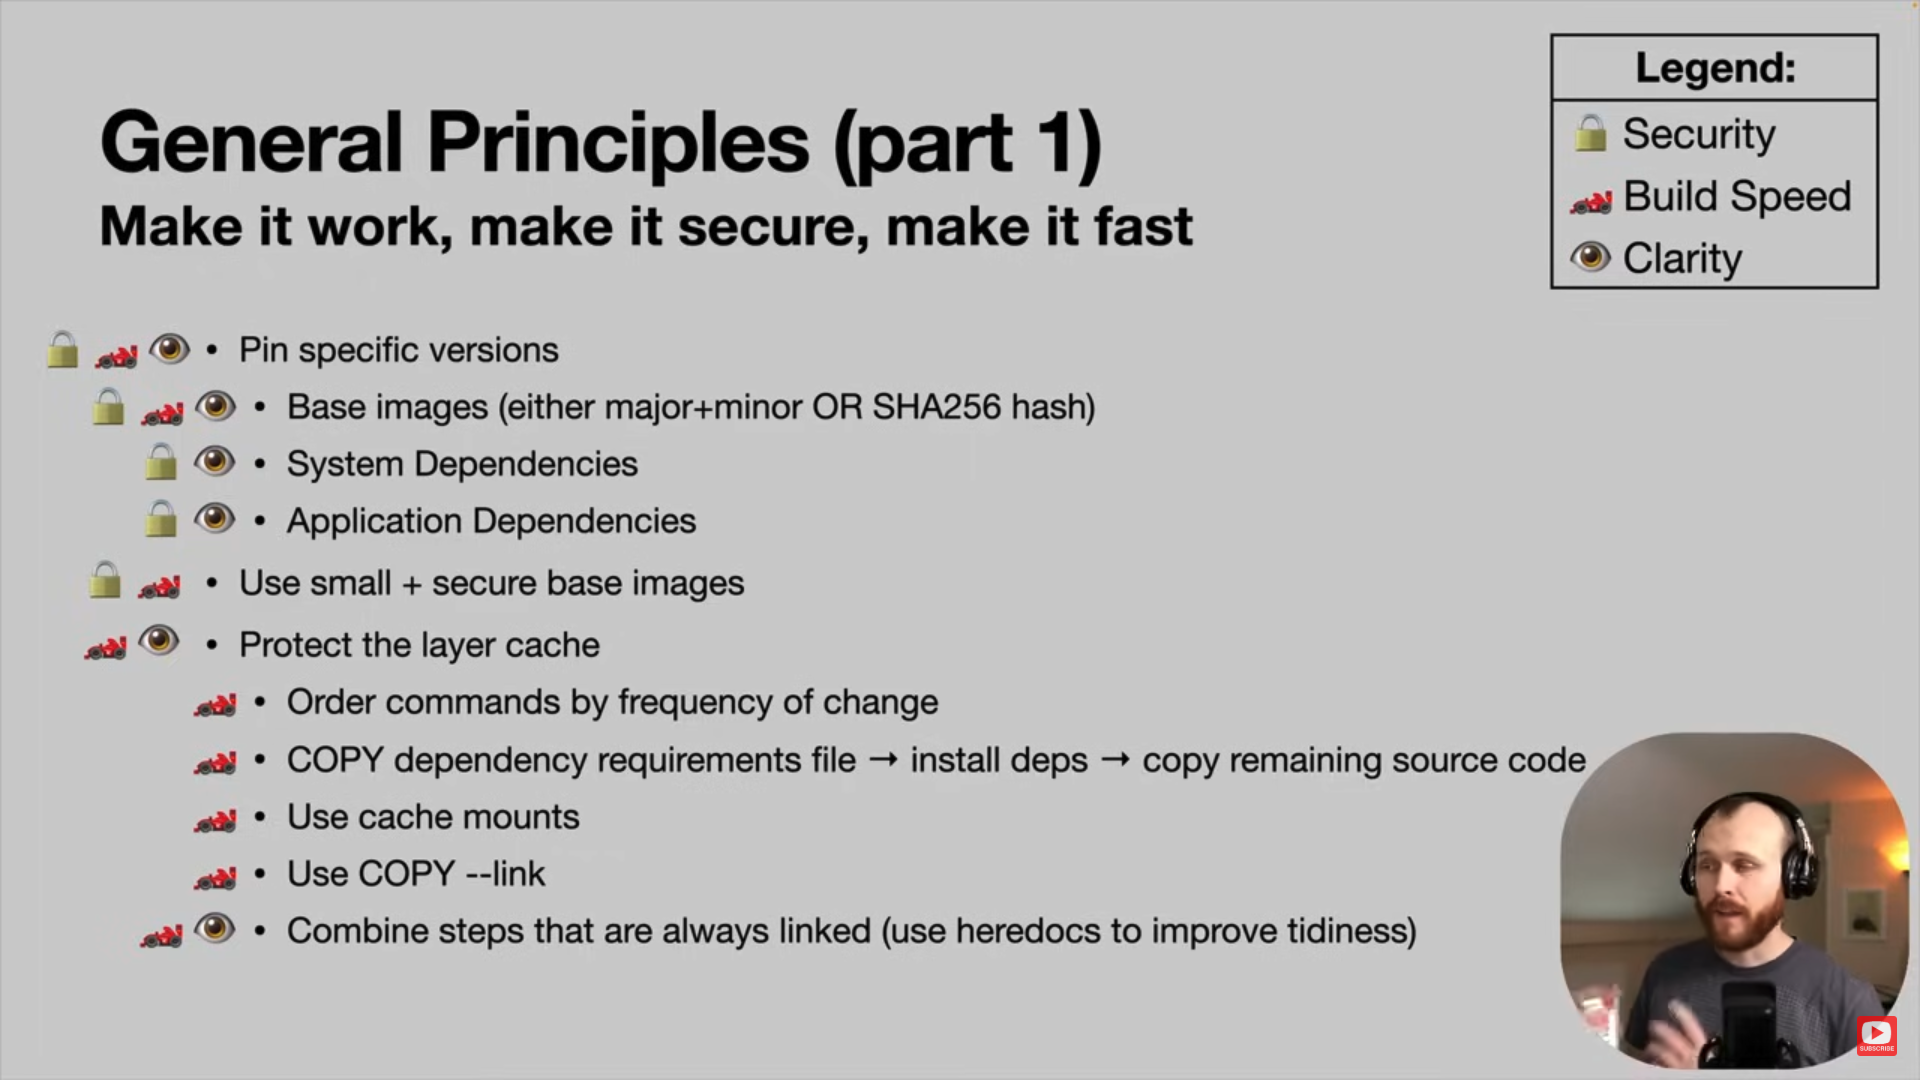 General Principles (part 1)
Make it work, make it secure, make it fast
Legend:
Security
Build Speed
Clarity
• Pin specific versions
• Base images (either major+minor OR SHA256 hash)
• System Dependencies
• Application Dependencies
• Use small + secure base images
• Protect the layer cache
• Order commands by frequency of change
• COPY dependency requirements file → install deps → copy remaining source code
• Use cache mounts
• Use COPY --link
• Combine steps that are always linked (use heredocs to improve tidiness)
SUBSCRIBE